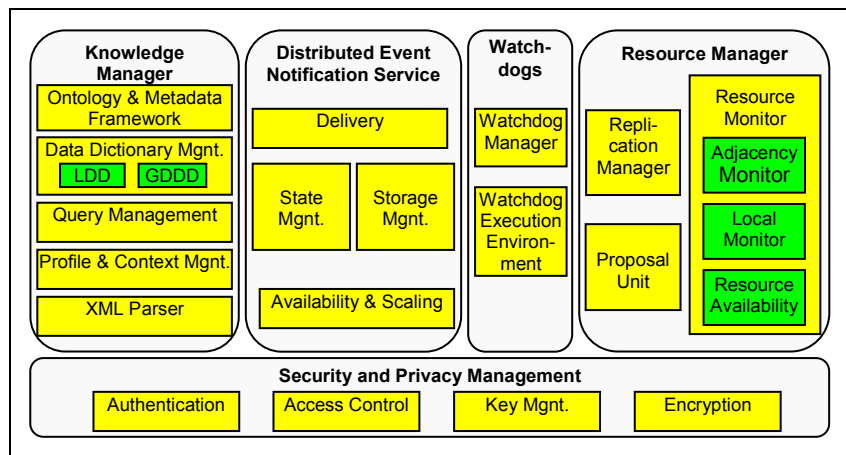 Knowledge
Manager
Ontology & Metadata
Framework
Data Dictionary Mgnt.
LDD
GDDD
Query Management
Profile & Context Mgnt.
XML Parser
Distributed Event
Notification Service
Delivery
State
Mgnt.
Storage
Mgnt.
Availability & Scaling
Watch-
dogs
Watchdog
Manager
Watchdog
Execution
Environ-
ment
Resource Manager
Repli-
cation
Manager
Proposal
Unit
Resource
Monitor
Adjacency
Monitor
Local
Monitor
Resource
Availability
Security and Privacy Management
Authentication
Access Control
Key Mgnt.
Encryption